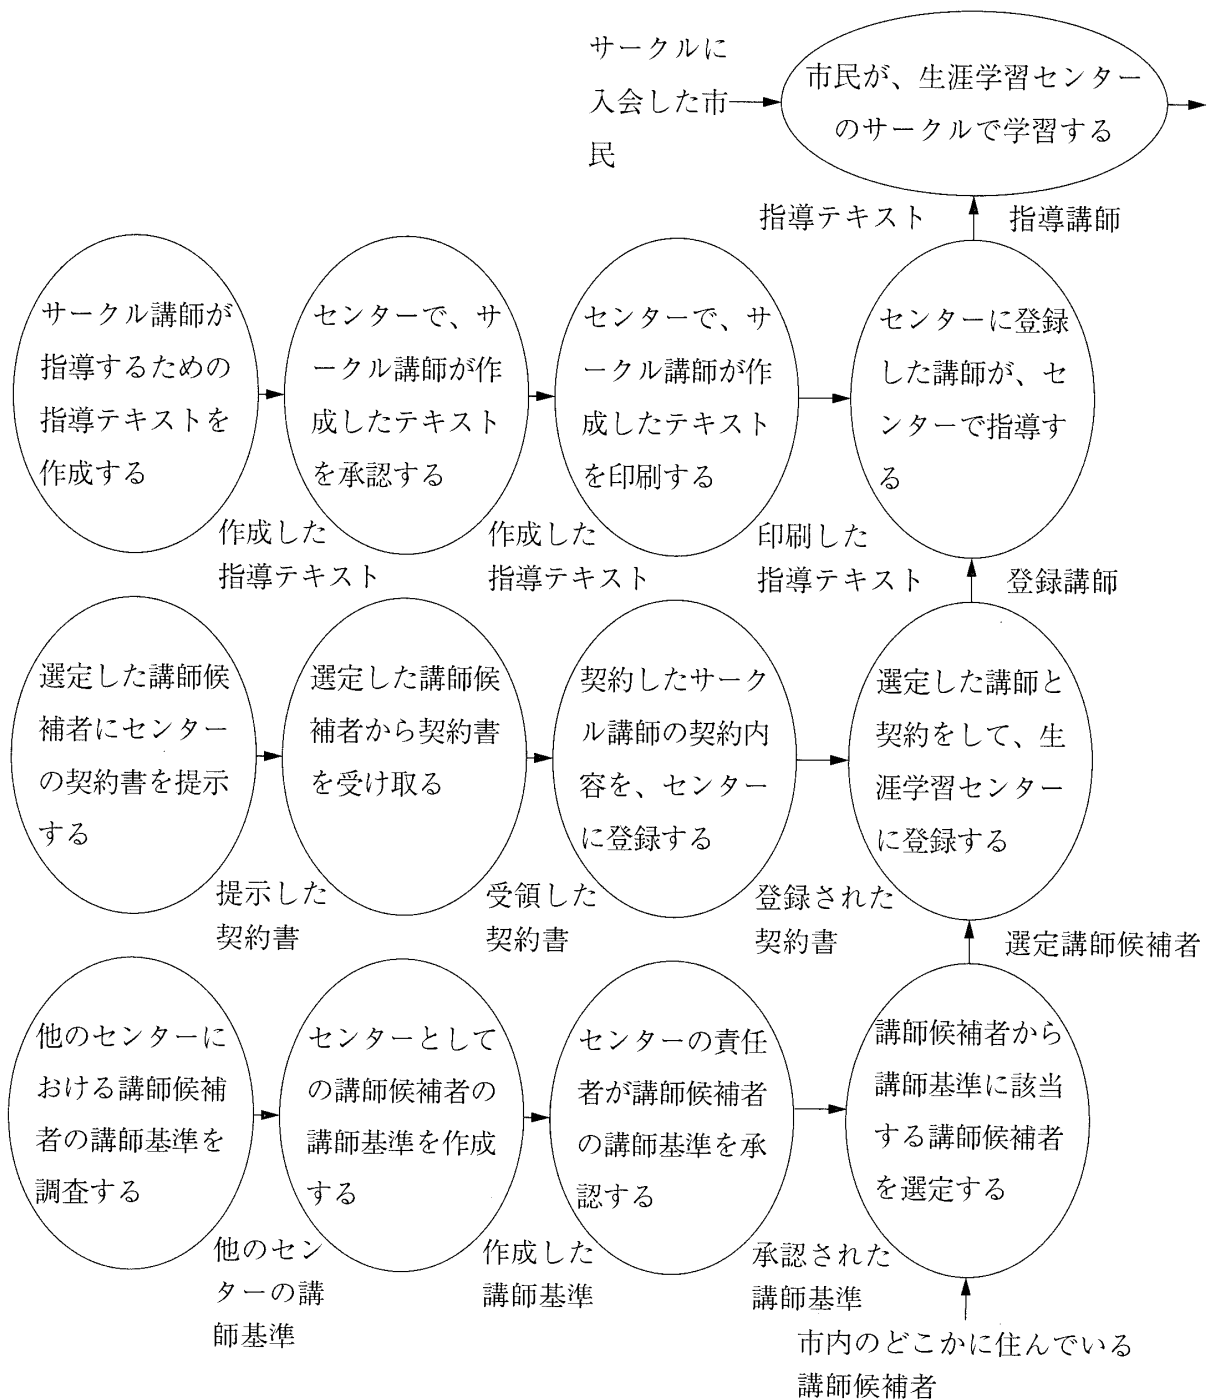 サークルに
入会した市
民
市民が、生涯学習センター
のサークルで学習する
指導テキスト
指導講師
サークル講師が
指導するための
指導テキストを
作成する
センターで、サ
ークル講師が作
成したテキスト
を承認する
センターで、サ
ークル講師が作
成したテキスト
を印刷する
センターに登録
した講師が、セ
ンターで指導す
る
作成した
指導テキスト
作成した
指導テキスト
印刷した
指導テキスト
登録講師
選定した講師候
補者にセンター
の契約書を提示
する
選定した講師候
補者から契約書
を受け取る
契約したサーク
ル講師の契約内
容を、センター
に登録する
選定した講師と
契約をして、生
涯学習センター
に登録する
提示した
契約書
受領した
契約書
登録された
契約書
選定講師候補者
他のセンターに
おける講師候補
者の講師基準を
調査する
センターとして
の講師候補者の
講師基準を作成
する
センターの責任
者が講師候補者
の講師基準を承
認する
講師候補者から
講師基準に該当
する講師候補者
を選定する
他のセン
ターの講
師基準
作成した
講師基準
承認された
講師基準
市内のどこかに住んでいる
講師候補者